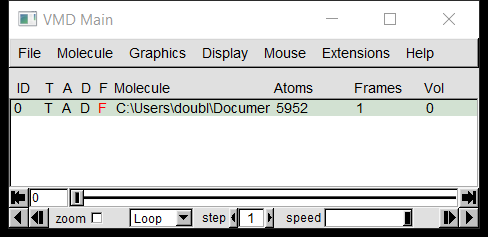 VMD Main
File Molecule Graphics Display Mouse Extensions Help
ID T A D F Molecule Atoms Frames Vol
0 T A D F C:\Users\doubl\Documer 5952 1 0
0
zoom Loop step 1 speed